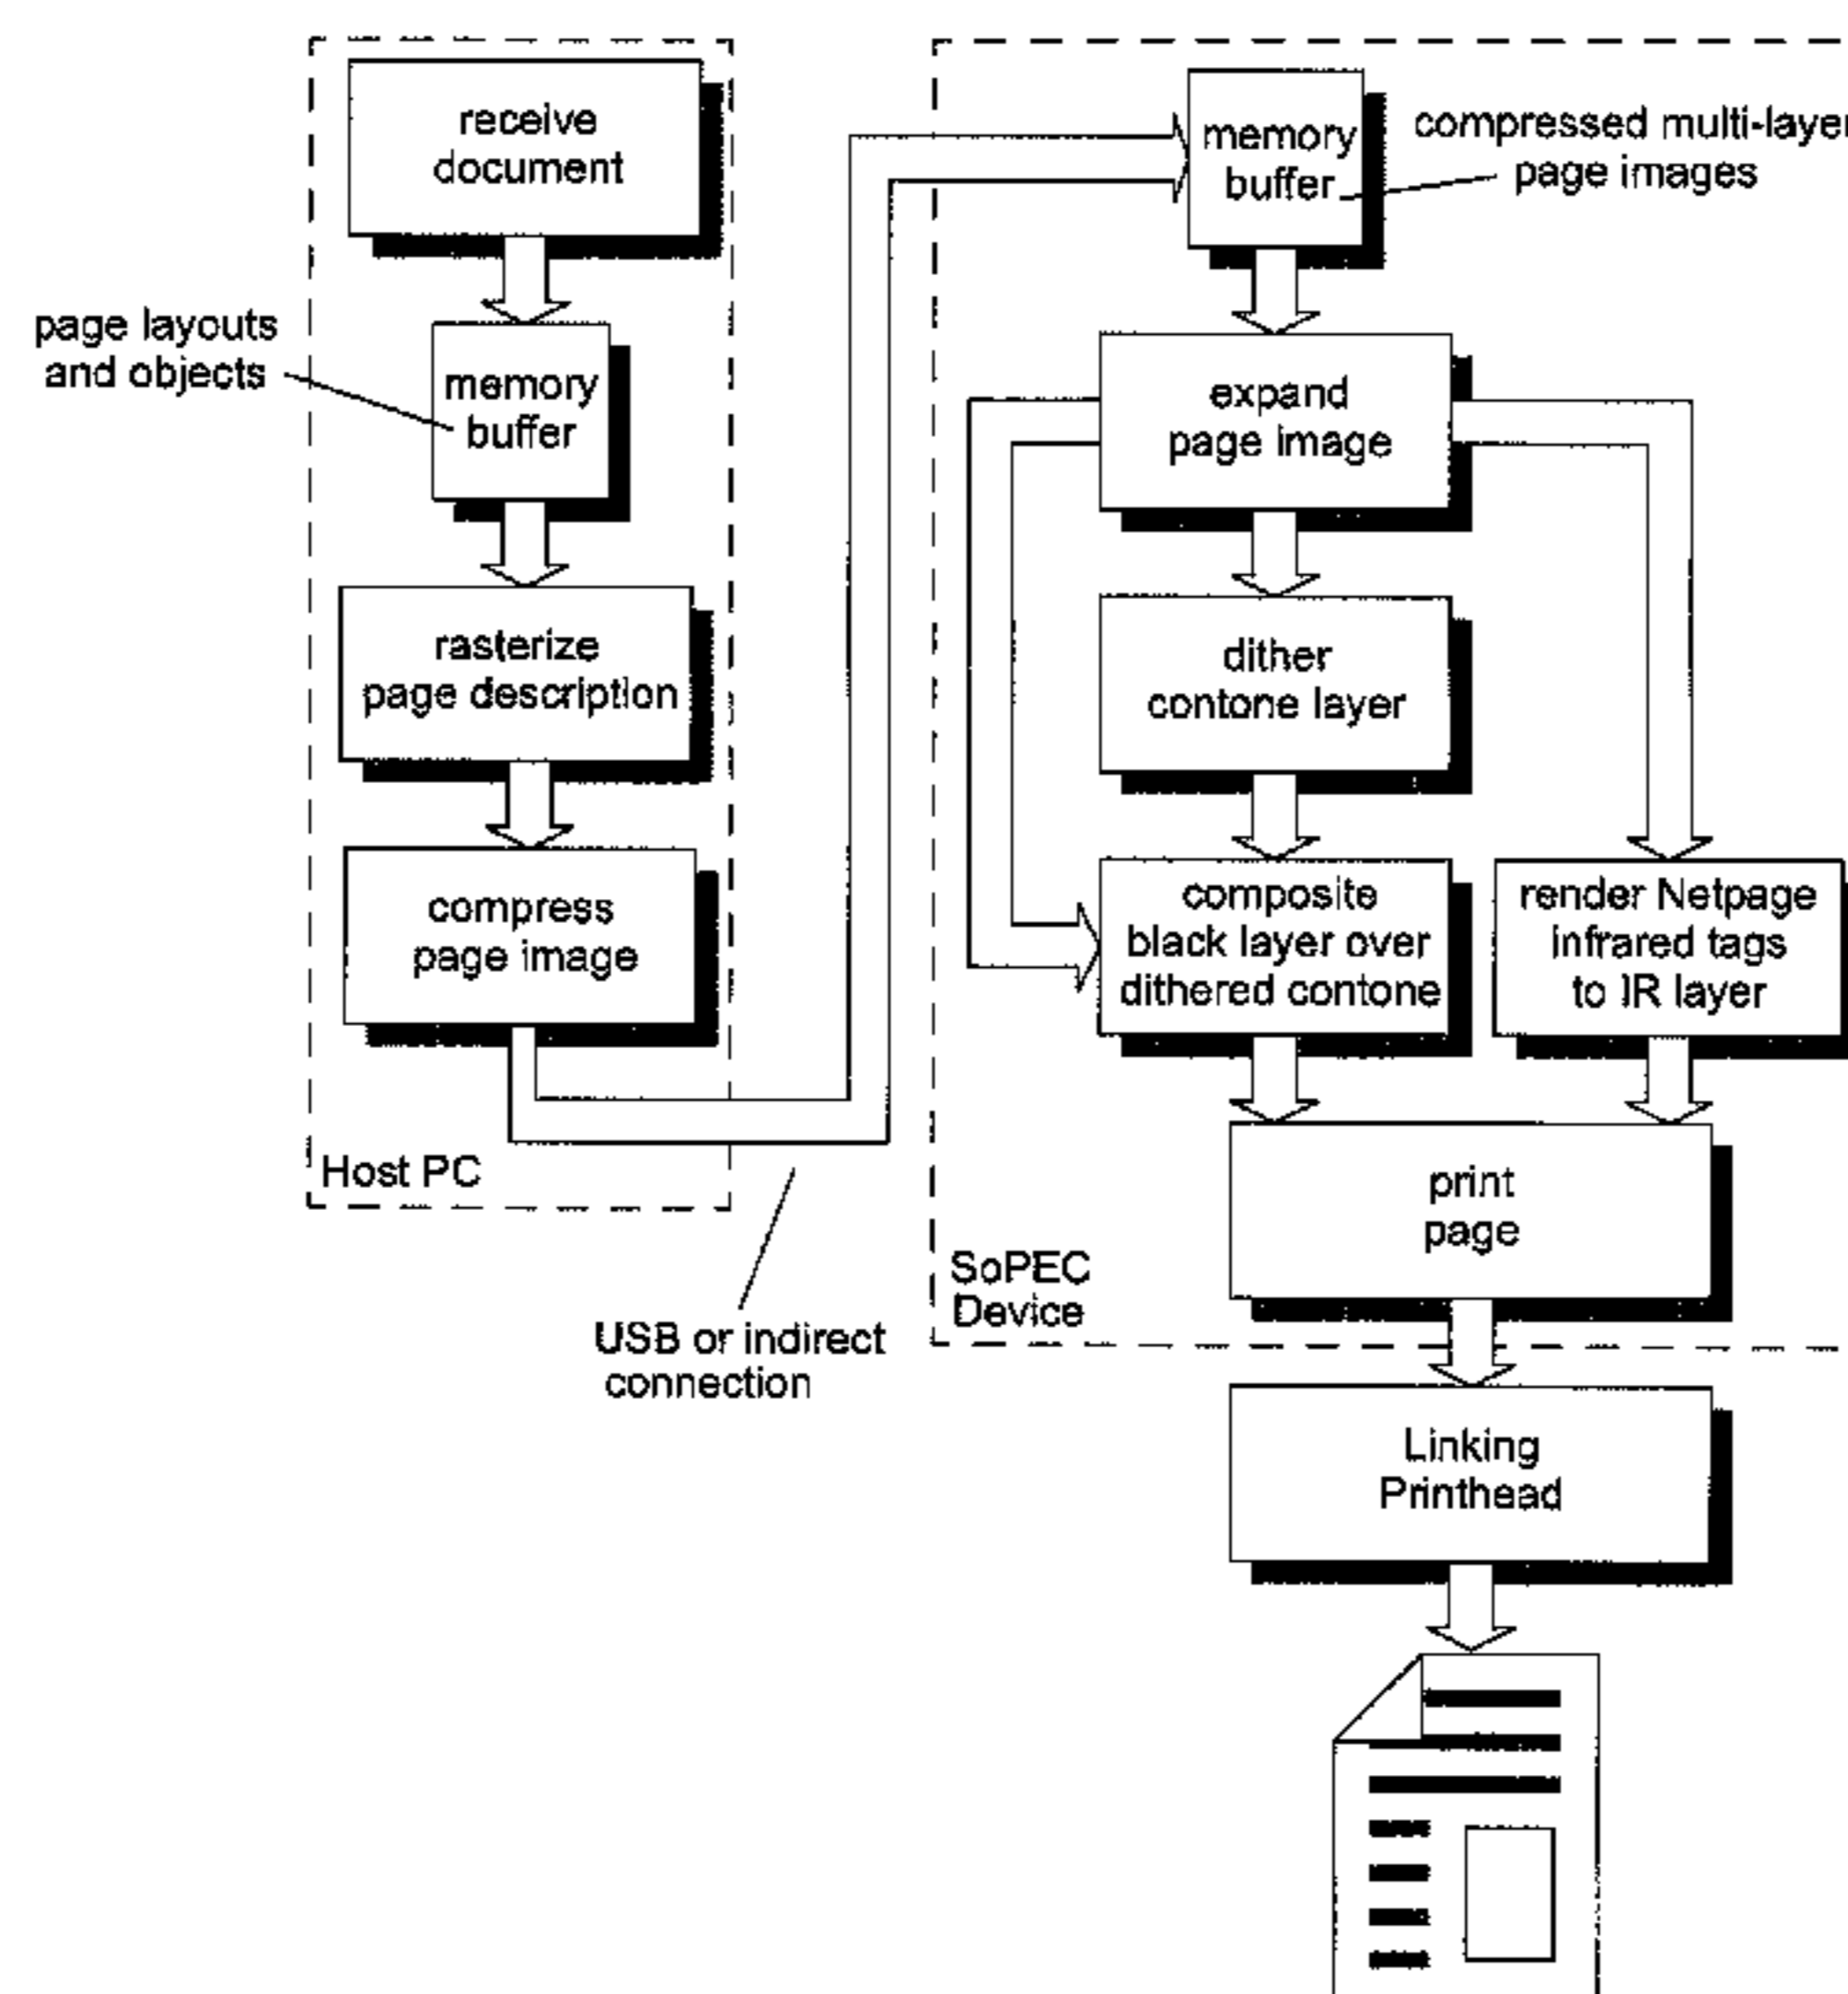 receive
document
page layouts
and objects
memory
buffer
rasterize
page description
compress
page image
Host PC
USB or indirect
connection
memory
buffer
compressed multi-layer
page images
expand
page image
dither
contone layer
composite
black layer over
dithered contone
render Netpage
infrared tags
to IR layer
print
page
SoPEC
Device
Linking
Printhead